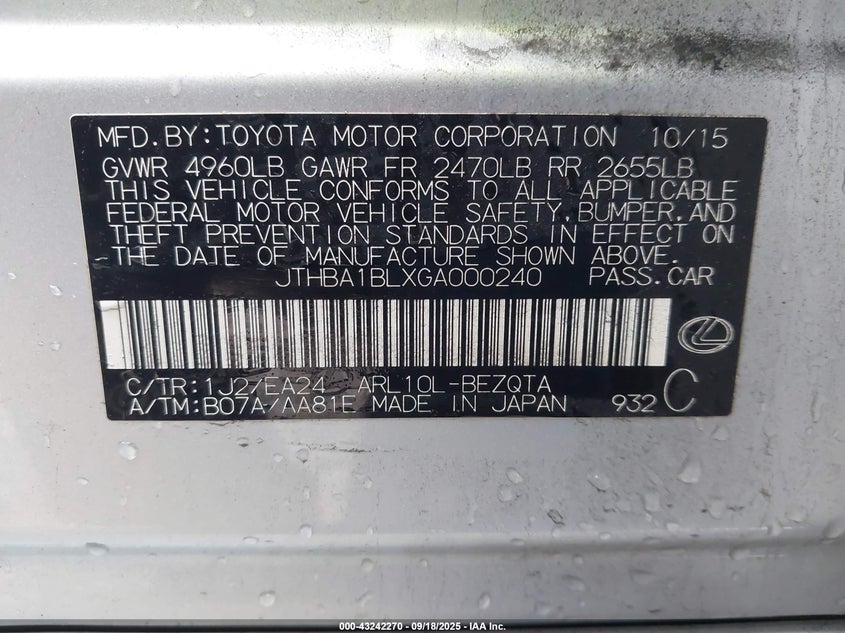 MFD.BY:TOYOTA MOTOR CORPORATION 10/15
GVWR 4960LB GAWR FR 2470LB RR 2655LB
THIS VEHICLE CONFORMS TO ALL APPLICABLE
FEDERAL MOTOR VEHICLE SAFETY,BUMPER,AND
THEFT PREVENTION STANDARDS IN EFFECT ON
THE DATE OF MANUFACTURE SHOWN ABOVE.
JTHBA1BLXGA000240 PASS.CAR
C/TR:1J2/EA24 ARL10L-BEZQTA
A/TM:B07A/AA81E MADE IN JAPAN 932 C
000-43242270 - 09/18/2025 - IAA Inc.